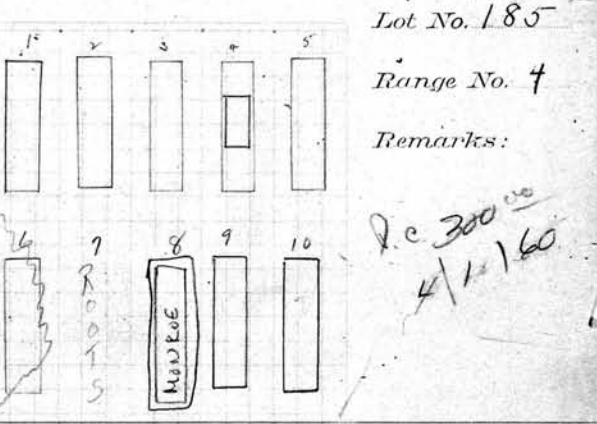 Lot No. 185
Range No. 4
Remarks:
P.C. 300.00
4/1/60
1 2 3 4 5
6 7 8 9 10
ROOTS
MONROE